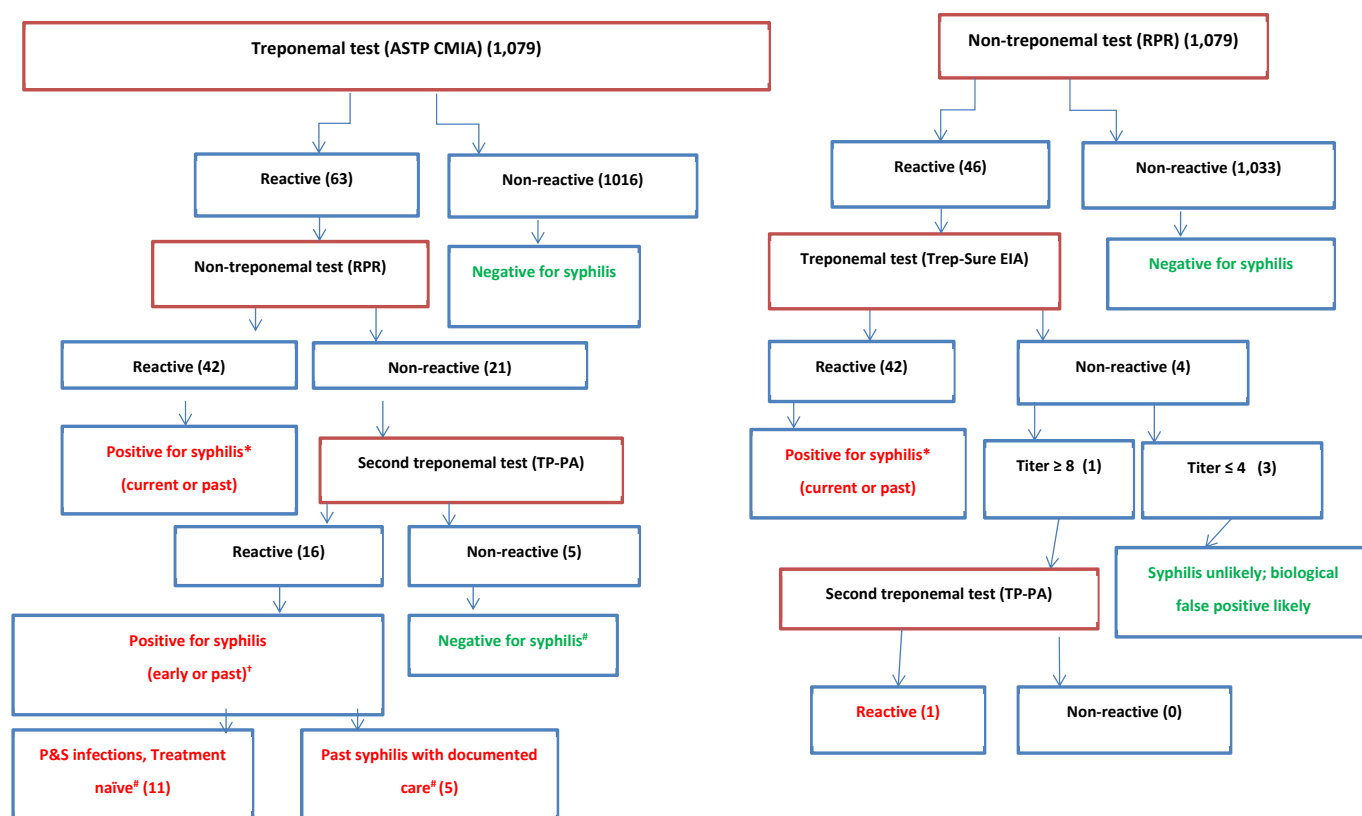 Treponemal test (ASTP CMIA) (1,079)
Reactive (63)
Non-reactive (1016)
Non-treponemal test (RPR)
Negative for syphilis
Reactive (42)
Non-reactive (21)
Positive for syphilis*
(current or past)
Second treponemal test (TP-PA)
Reactive (16)
Non-reactive (5)
Positive for syphilis
(early or past)†
Negative for syphilis#
P&S infections, Treatment
naïve# (11)
Past syphilis with documented
care# (5)
Non-treponemal test (RPR) (1,079)
Reactive (46)
Non-reactive (1,033)
Treponemal test (Trep-Sure EIA)
Negative for syphilis
Reactive (42)
Non-reactive (4)
Positive for syphilis*
(current or past)
Titer ≥ 8 (1)
Titer ≤ 4 (3)
Second treponemal test (TP-PA)
Syphilis unlikely; biological
false positive likely
Reactive (1)
Non-reactive (0)